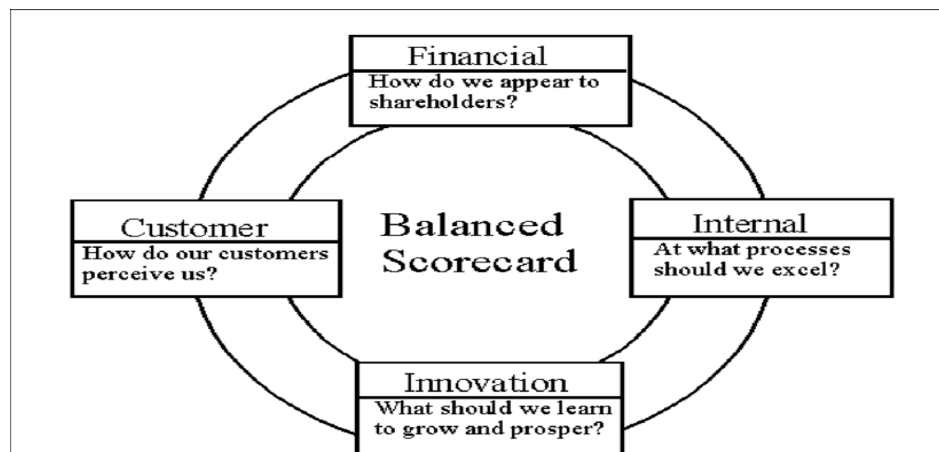 Financial
How do we appear to
shareholders?
Customer
How do our customers
perceive us?
Balanced
Scorecard
Internal
At what processes
should we excel?
Innovation
What should we learn
to grow and prosper?